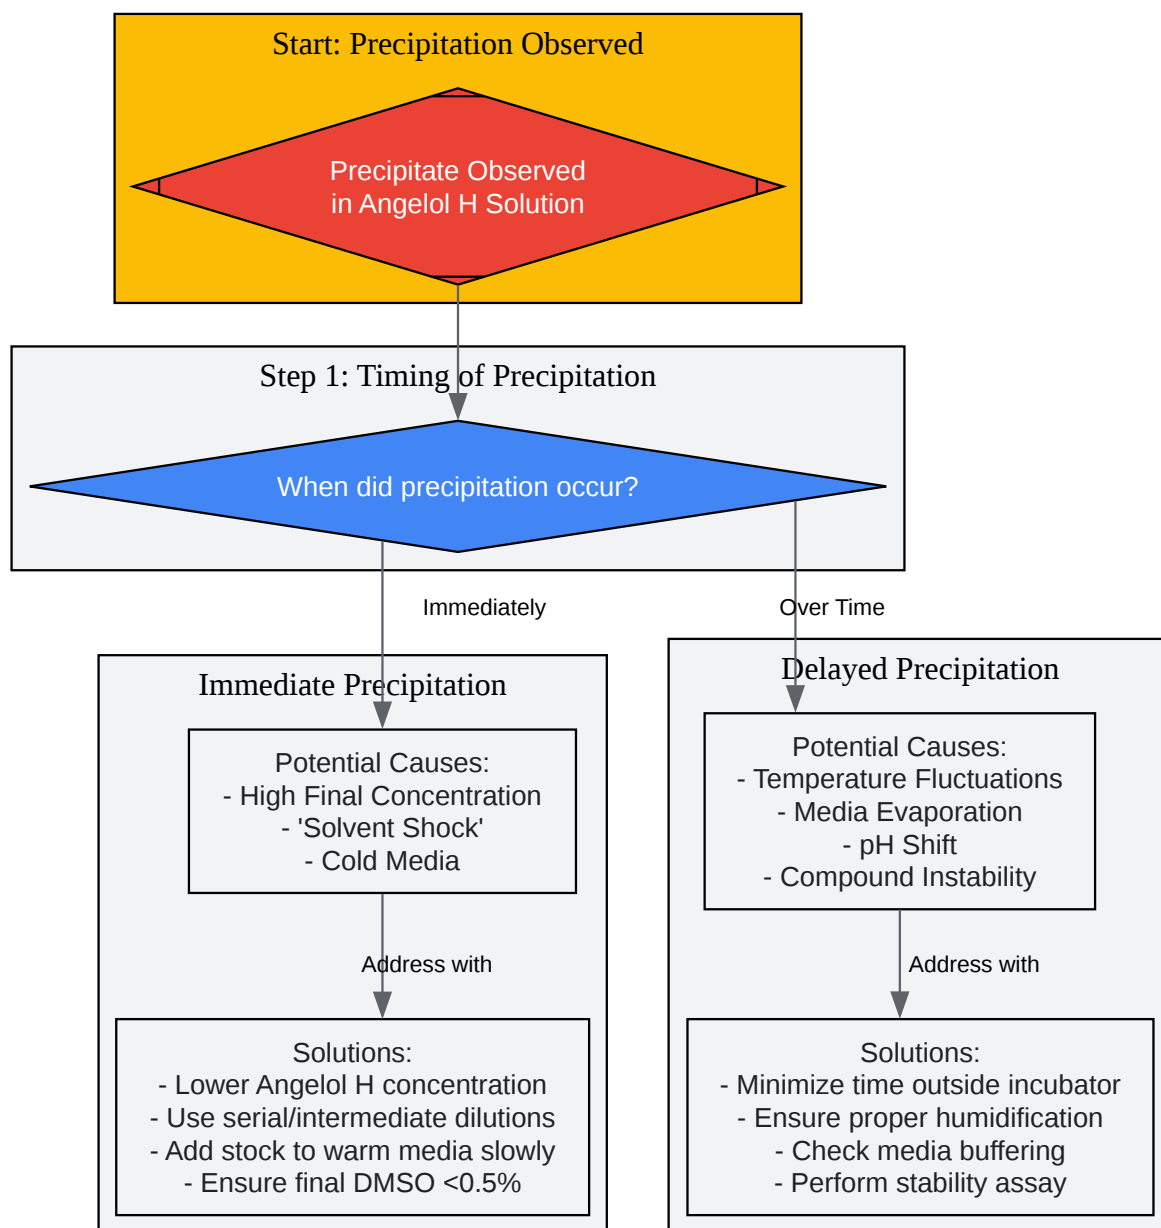 Start: Precipitation Observed
Precipitate Observed
in Angelol H Solution
Step 1: Timing of Precipitation
When did precipitation occur?
Immediately
Over Time
Immediate Precipitation
Potential Causes:
- High Final Concentration
- 'Solvent Shock'
- Cold Media
Address with
Solutions:
- Lower Angelol H concentration
- Use serial/intermediate dilutions
- Add stock to warm media slowly
- Ensure final DMSO <0.5%
Delayed Precipitation
Potential Causes:
- Temperature Fluctuations
- Media Evaporation
- pH Shift
- Compound Instability
Address with
Solutions:
- Minimize time outside incubator
- Ensure proper humidification
- Check media buffering
- Perform stability assay